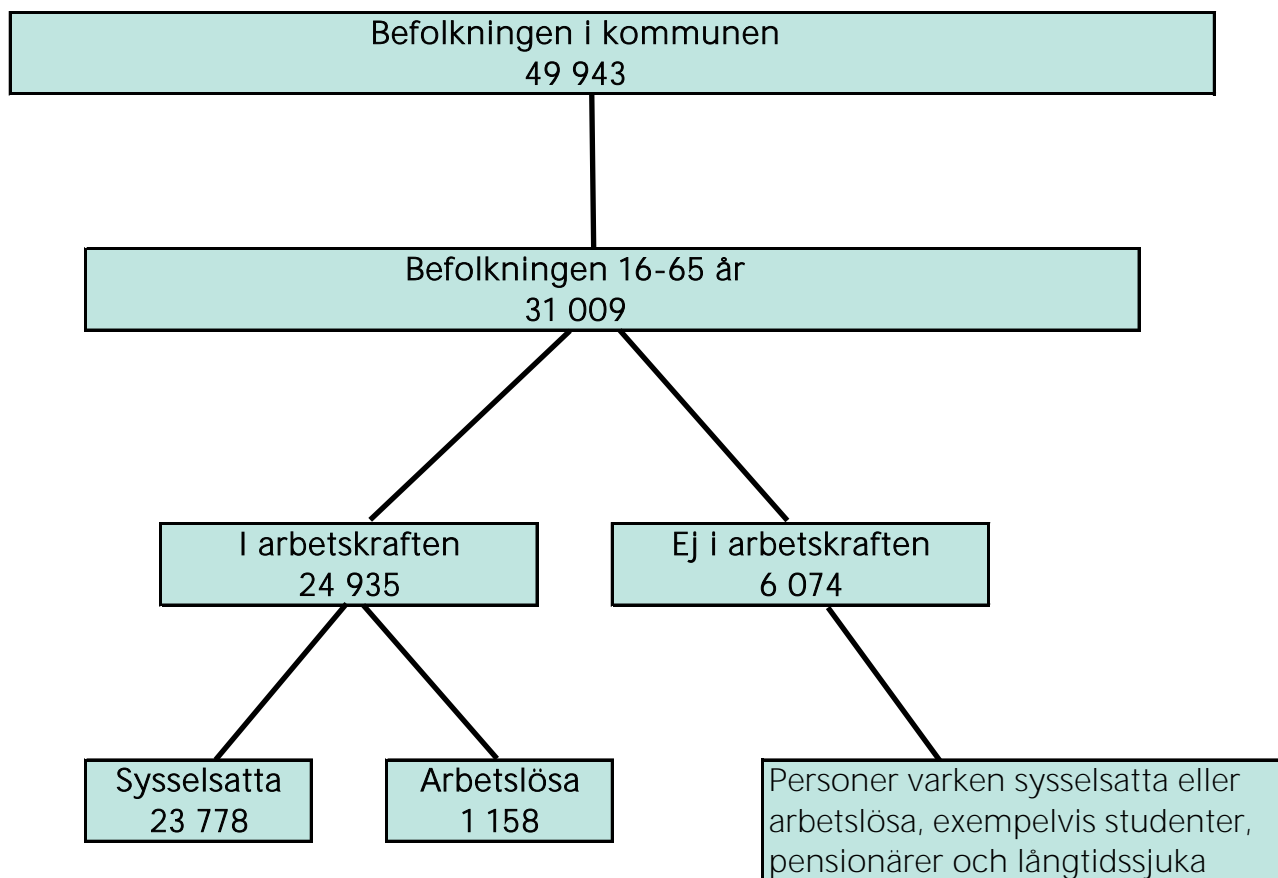 Befolkningen i kommunen
49 943
Befolkningen 16-65 år
31 009
I arbetskraften
24 935
Ej i arbetskraften
6 074
Sysselsatta
23 778
Arbetslösa
1 158
Personer varken sysselsatta eller
arbetslösa, exempelvis studenter,
pensionärer och långtidssjuka